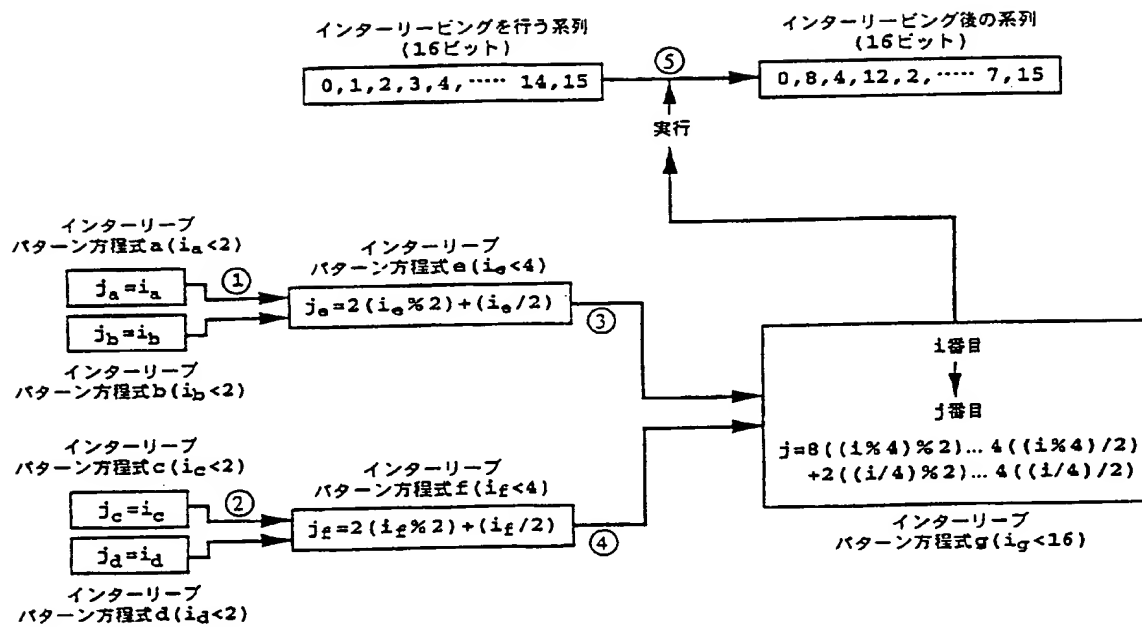 インターリービングを行う系列
(16ビット)
0,1,2,3,4,‥‥‥ 14,15
⑤
インターリービング後の系列
(16ビット)
0,8,4,12,2,‥‥‥ 7,15
実行
インターリーブ
パターン方程式a(ia<2)
ja=ia
①
jb=ib
インターリーブ
パターン方程式b(ib<2)
インターリーブ
パターン方程式e(ie<4)
je=2(ie%2)+(ie/2)
③
インターリーブ
パターン方程式c(ic<2)
jc=ic
②
jd=id
インターリーブ
パターン方程式d(id<2)
インターリーブ
パターン方程式f(if<4)
jf=2(if%2)+(if/2)
④
i番目
j番目
j=8((i%4)%2)… 4((i%4)/2)
+2((i/4)%2)… 4((i/4)/2)
インターリーブ
パターン方程式g(ig<16)